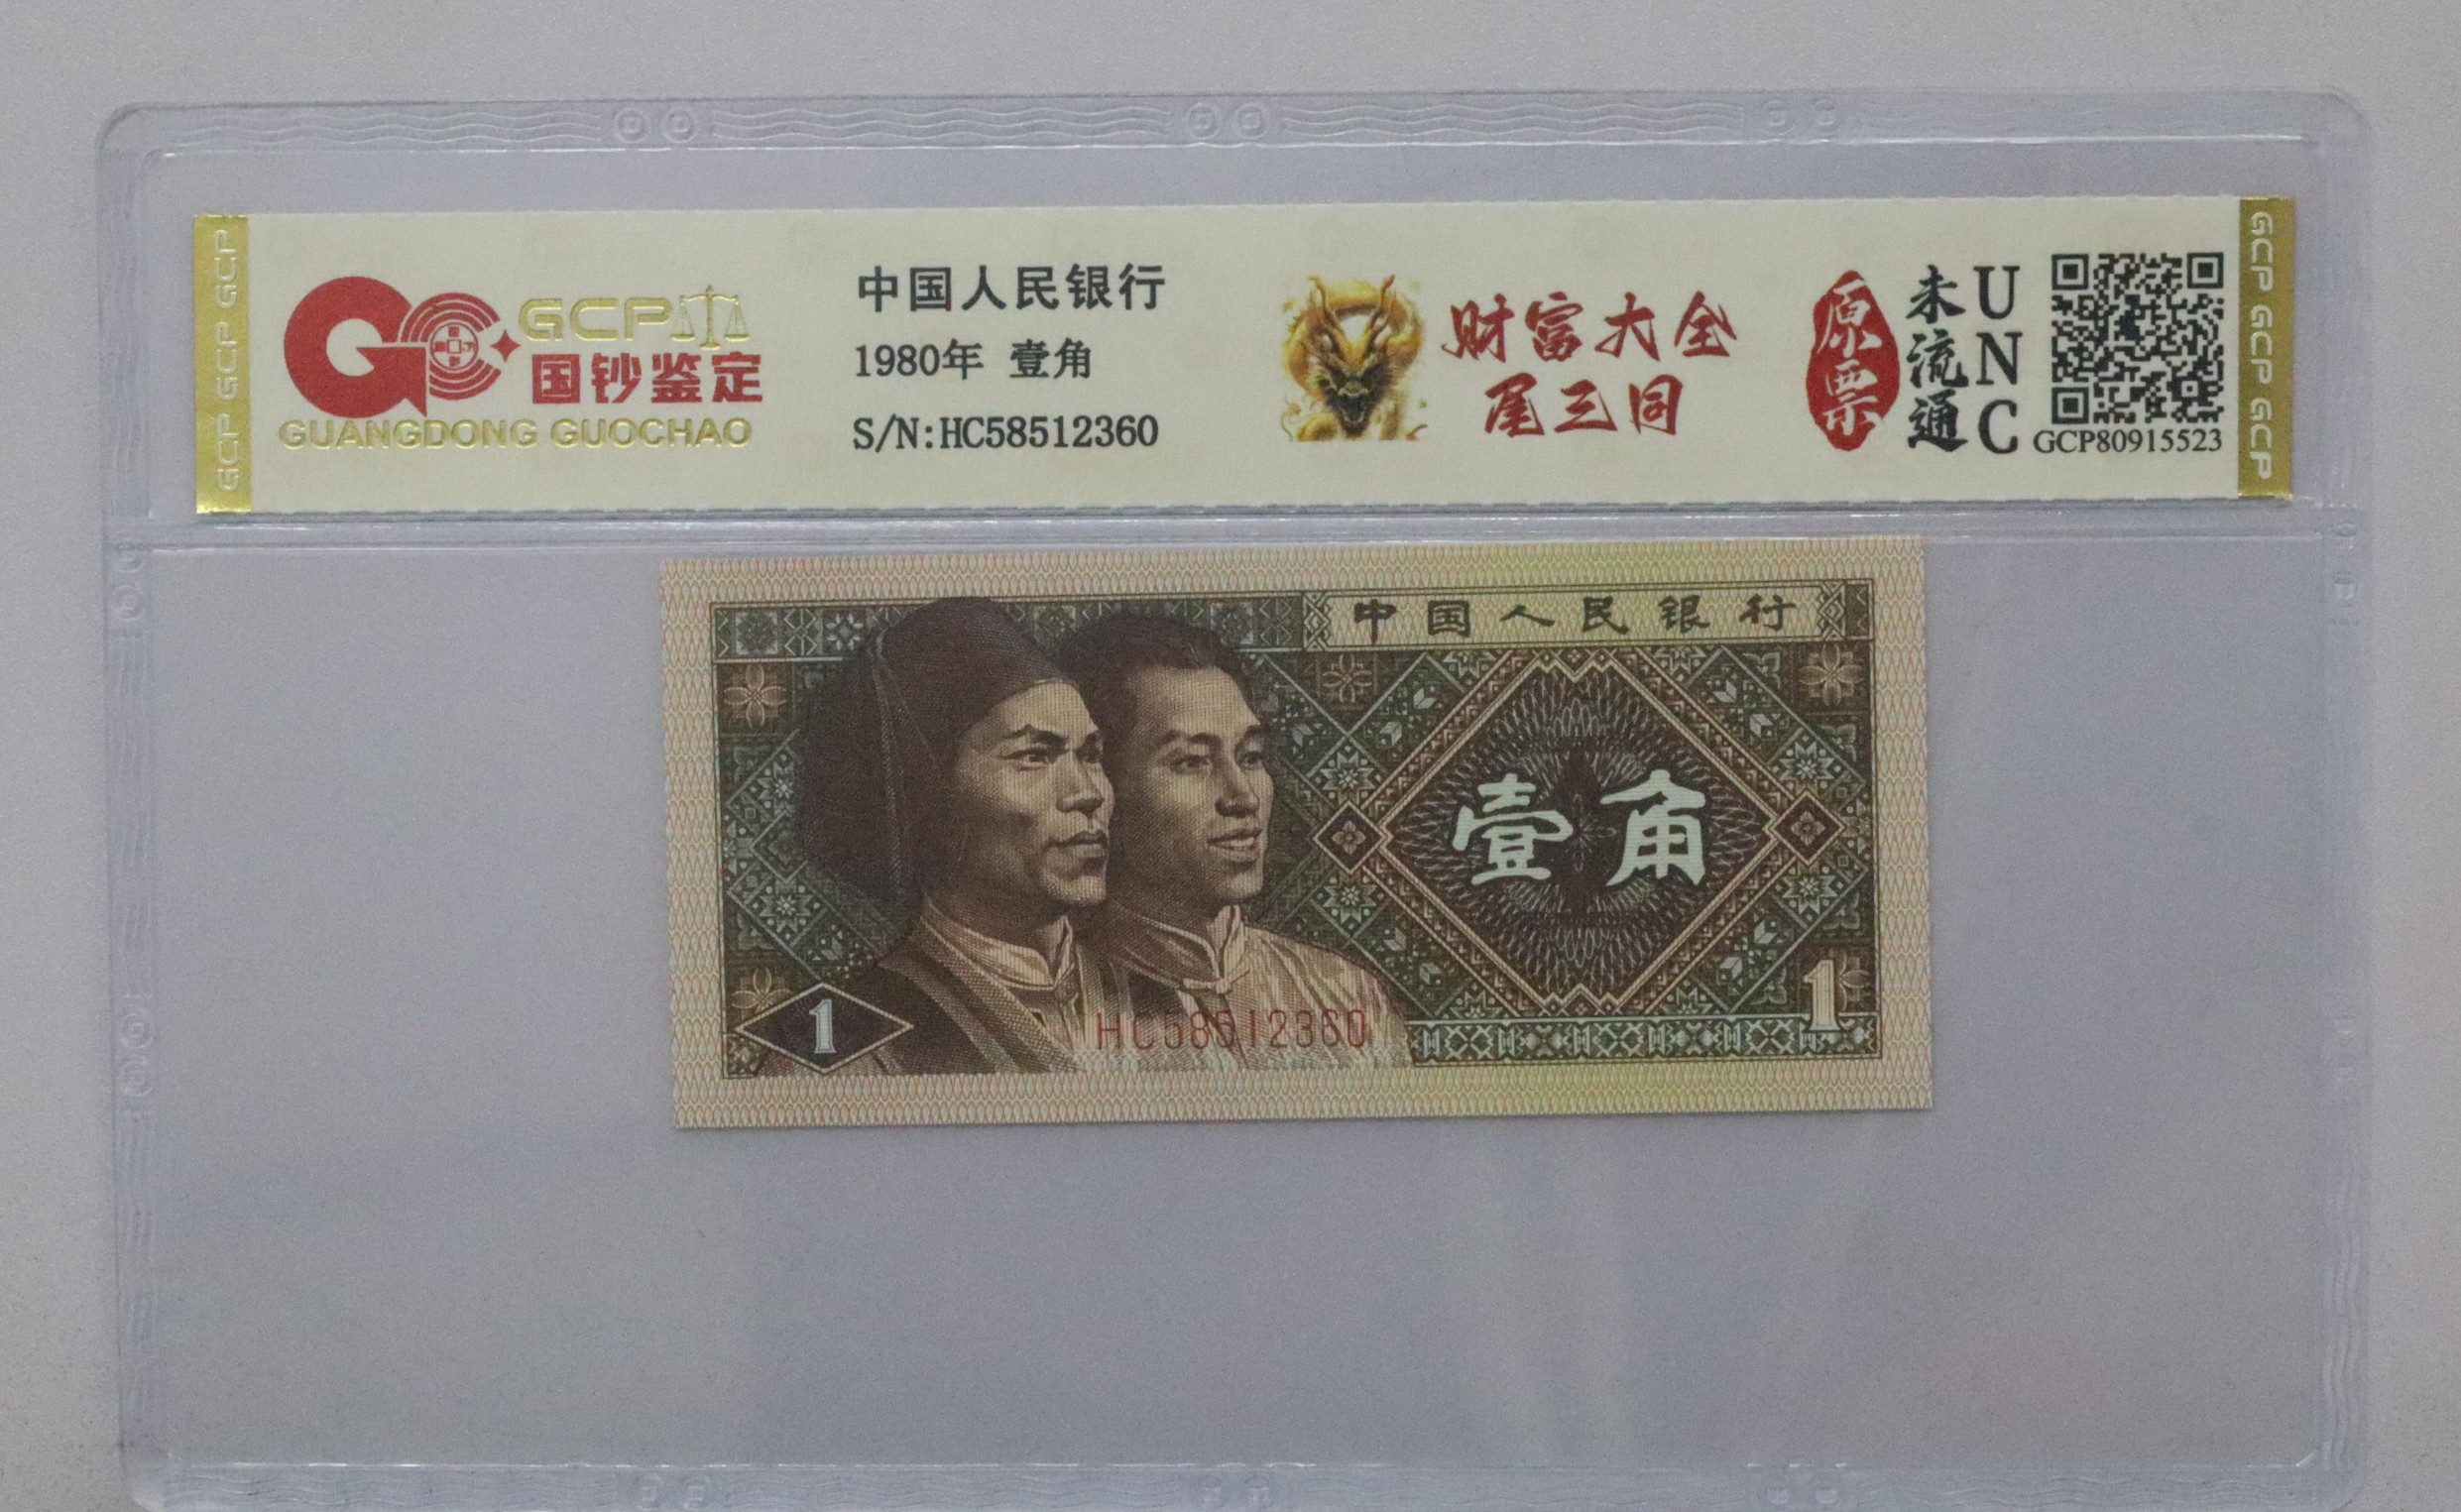 GCP GCP GCP
GCP
国钞鉴定
GUANGDONG GUOCHAO
中国人民银行
1980年 壹角
S/N:HC58512360
财富大全
尾三同
原票
未流通
UNC
GCP80915523
GCP GCP GCP
中国人民银行
壹角
1
HC58512360
1